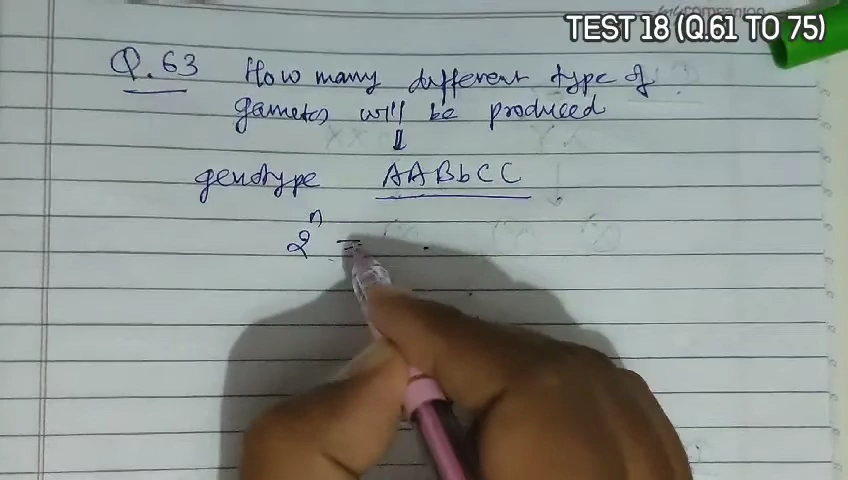 TEST 18 (Q.61 TO 75)
Q.63 How many different type of
gametes will be produced
genotype AABbCC
2ⁿ =